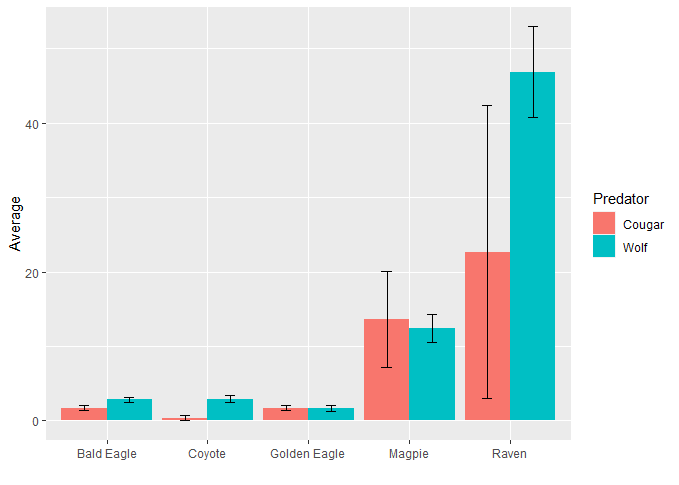 Average
40
20
0
Bald Eagle
Coyote
Golden Eagle
Magpie
Raven
Predator
Cougar
Wolf